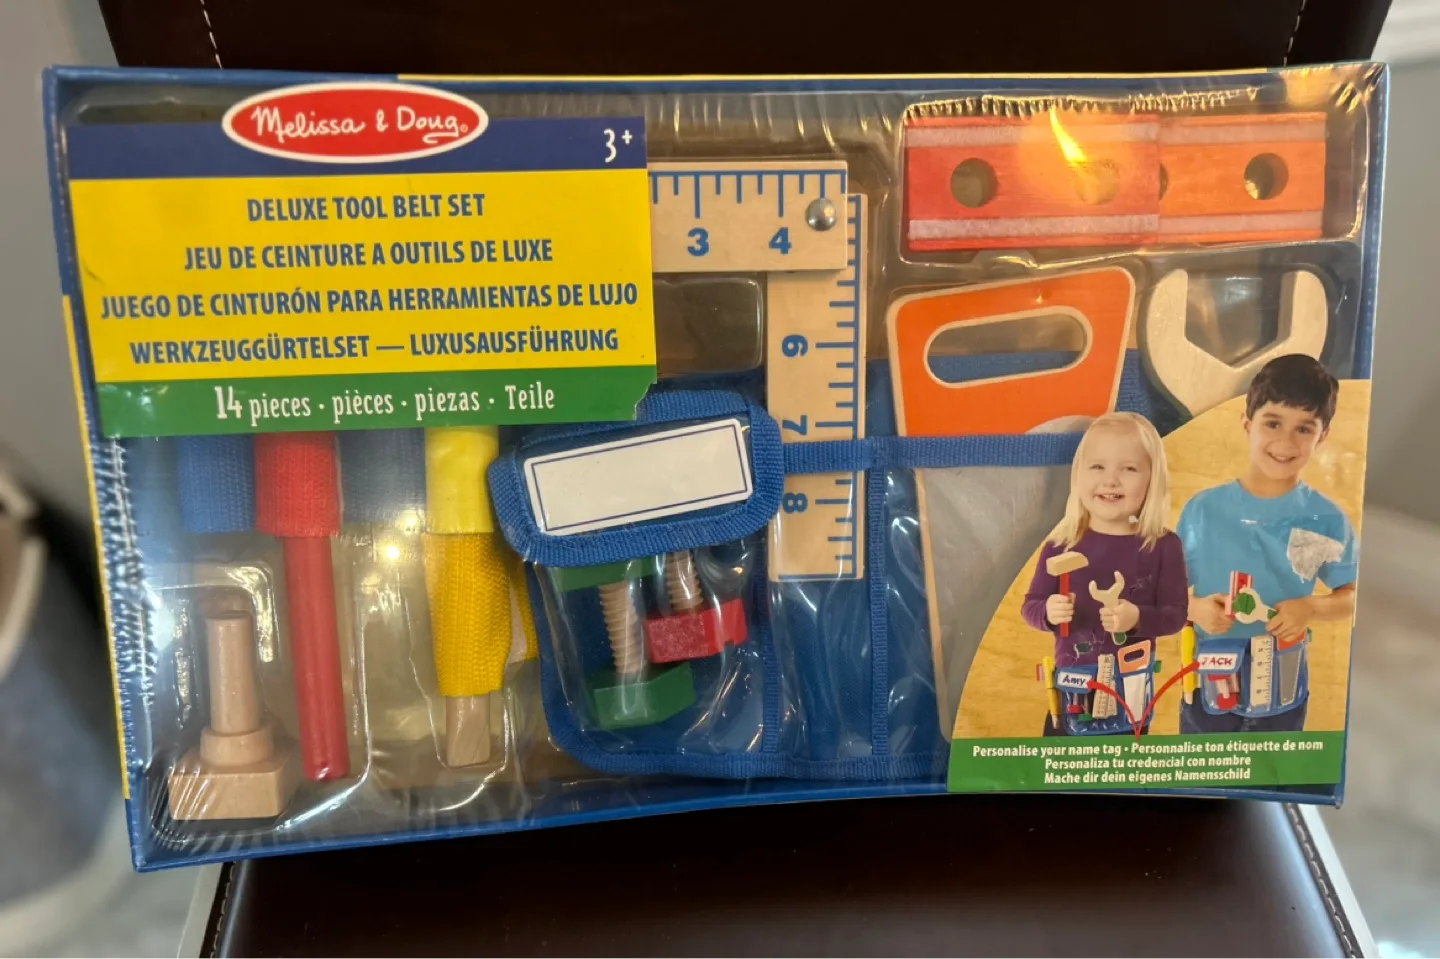 Melissa & Doug®
3+
DELUXE TOOL BELT SET
JEU DE CEINTURE A OUTILS DE LUXE
JUEGO DE CINTURÓN PARA HERRAMIENTAS DE LUJO
WERKZEUGGÜRTELSET — LUXUSAUSFÜHRUNG
14 pieces · pièces · piezas · Teile
3 4
6
7
8
Amy
JACK
Personalise your name tag • Personnalise ton étiquette de nom
Personaliza tu credencial con nombre
Mache dir dein eigenes Namensschild